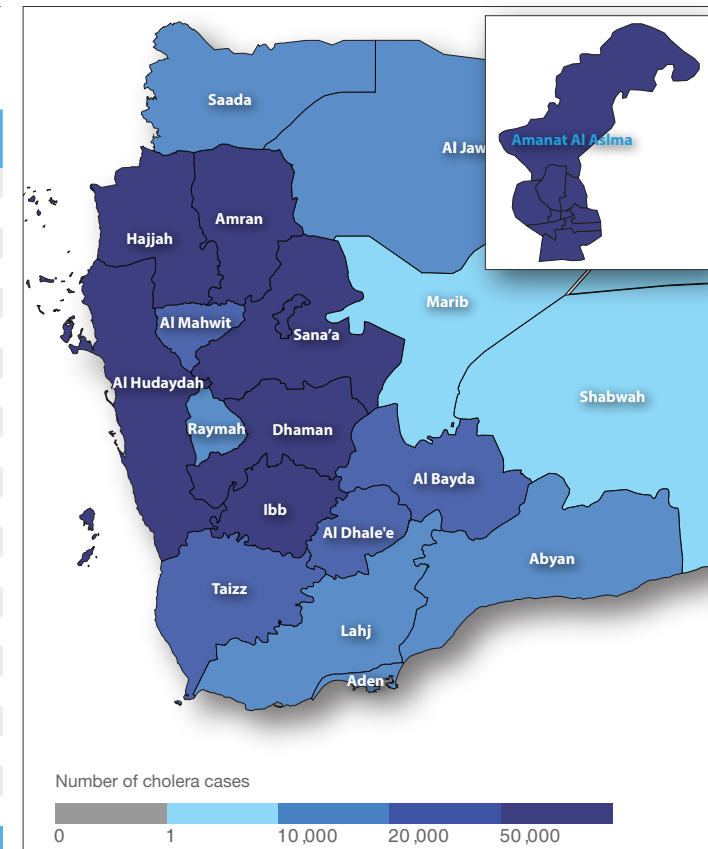 Saada
Al Jaw
Amanat Al Aslma
Amran
Hajjah
Marib
Al Mahwit
Sana’a
Al Hudaydah
Shabwah
Raymah
Dhaman
Al Bayda
Ibb
Al Dhale'e
Abyan
Taizz
Lahj
Aden
Number of cholera cases
0 1 10,000 20,000 50,000